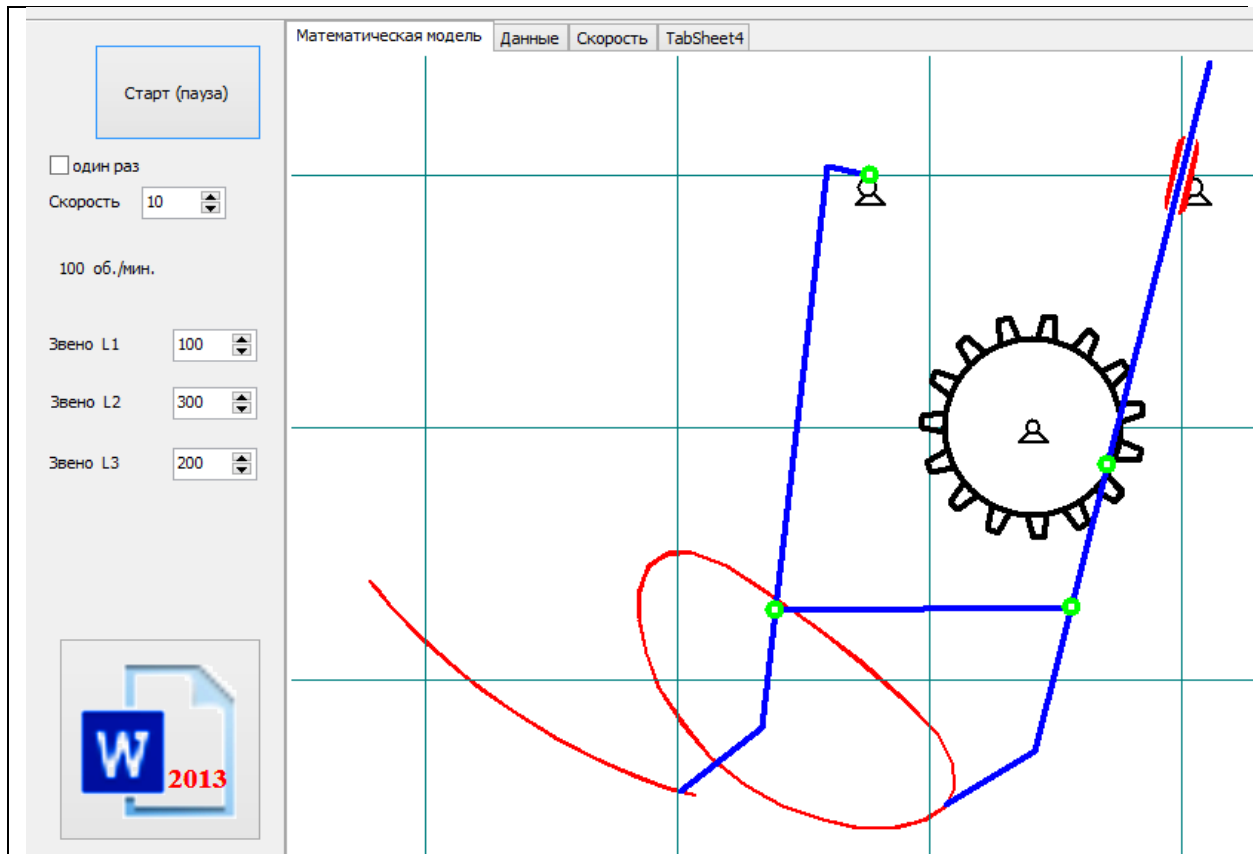 Математическая модель
Данные
Скорость
TabSheet4
Старт (пауза)
один раз
Скорость 10
100 об./мин.
Звено L1 100
Звено L2 300
Звено L3 200
W
2013